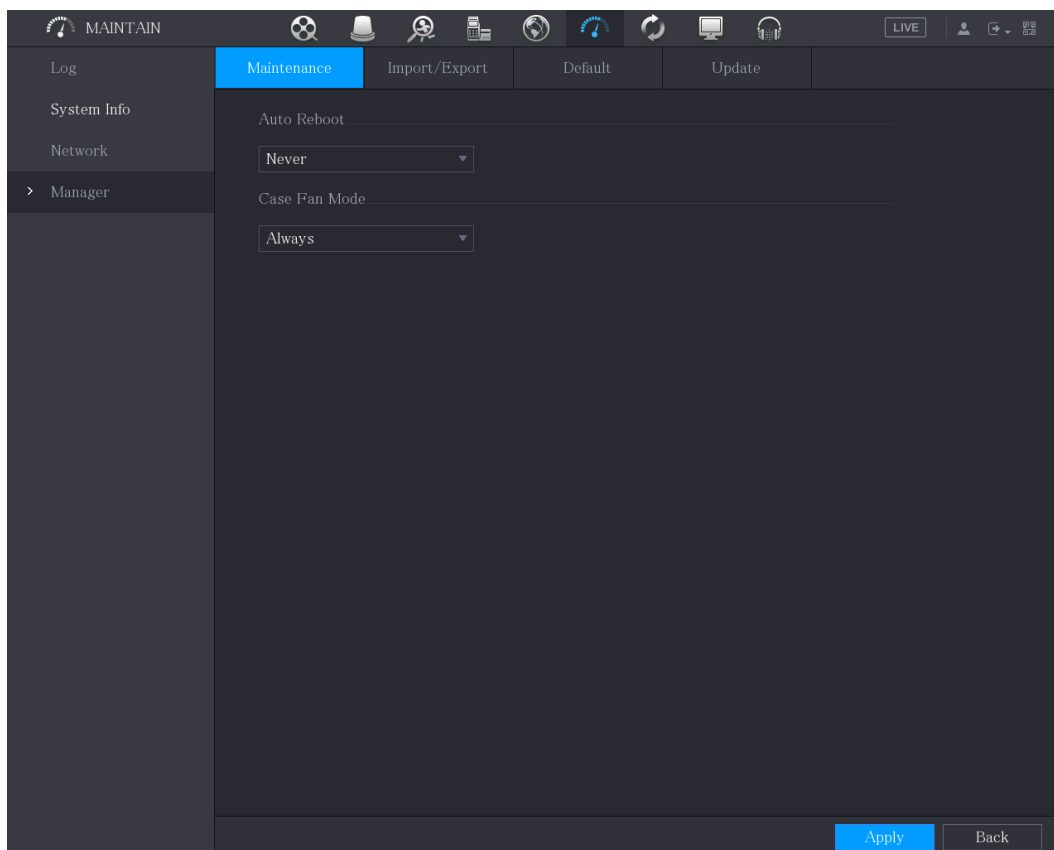 MAINTAIN
LIVE
Log
Maintenance
Import/Export
Default
Update
System Info
Auto Reboot
Network
Never
Manager
Case Fan Mode
Always
Apply
Back